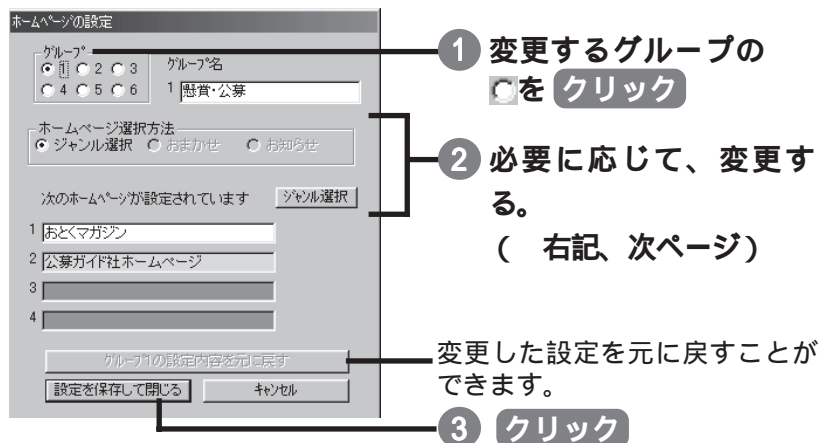 ホームページの設定
グループ
1 2 3
4 5 6
グループ名
1 懸賞・公募
ホームページ選択方法
ジャンル選択 おまかせ お知らせ
次のホームページが設定されています ジャンル選択
1 おとくマガジン
2 公募ガイド社ホームページ
3
4
グループ1の設定内容を元に戻す
設定を保存して閉じる キャンセル
1 変更するグループの
を クリック
2 必要に応じて、変更す
る。
( 右記、次ページ)
変更した設定を元に戻すことが
できます。
3 クリック